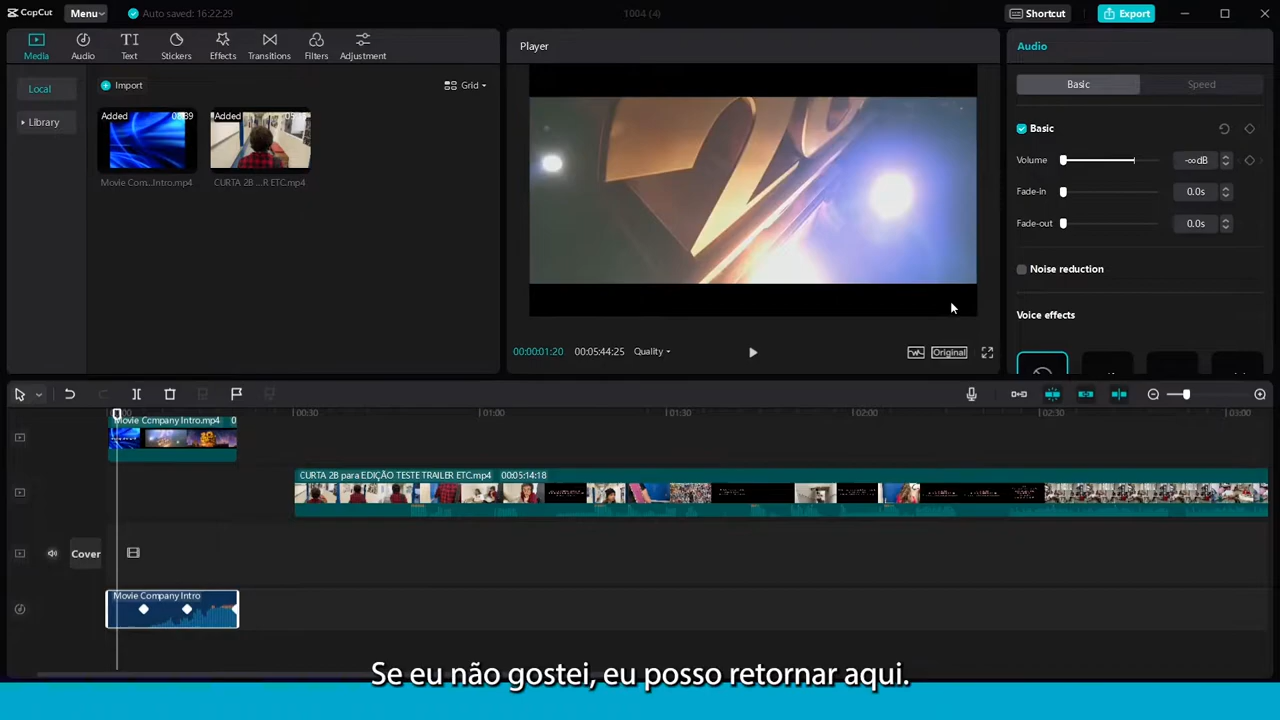 CapCut
Menu
Auto saved: 16:22:29
1004 (4)
Shortcut
Export
Media
Audio
Text
Stickers
Effects
Transitions
Filters
Adjustment
Player
Audio
Local
Import
Grid
Basic
Speed
Library
Added
Added
Basic
Movie Com...Intro.mp4
CURTA 2B ...R ETC.mp4
Volume
-∞dB
Fade-in
0.0s
Fade-out
0.0s
Noise reduction
Voice effects
00:00:01:20
00:05:44:25
Quality
Original
00:30
01:00
01:30
02:00
02:30
03:00
Movie Company Intro.mp4
0
CURTA 2B para EDIÇÃO TESTE TRAILER ETC.mp4
00:05:14:18
Cover
Movie Company Intro
Se eu não gostei, eu posso retornar aqui.